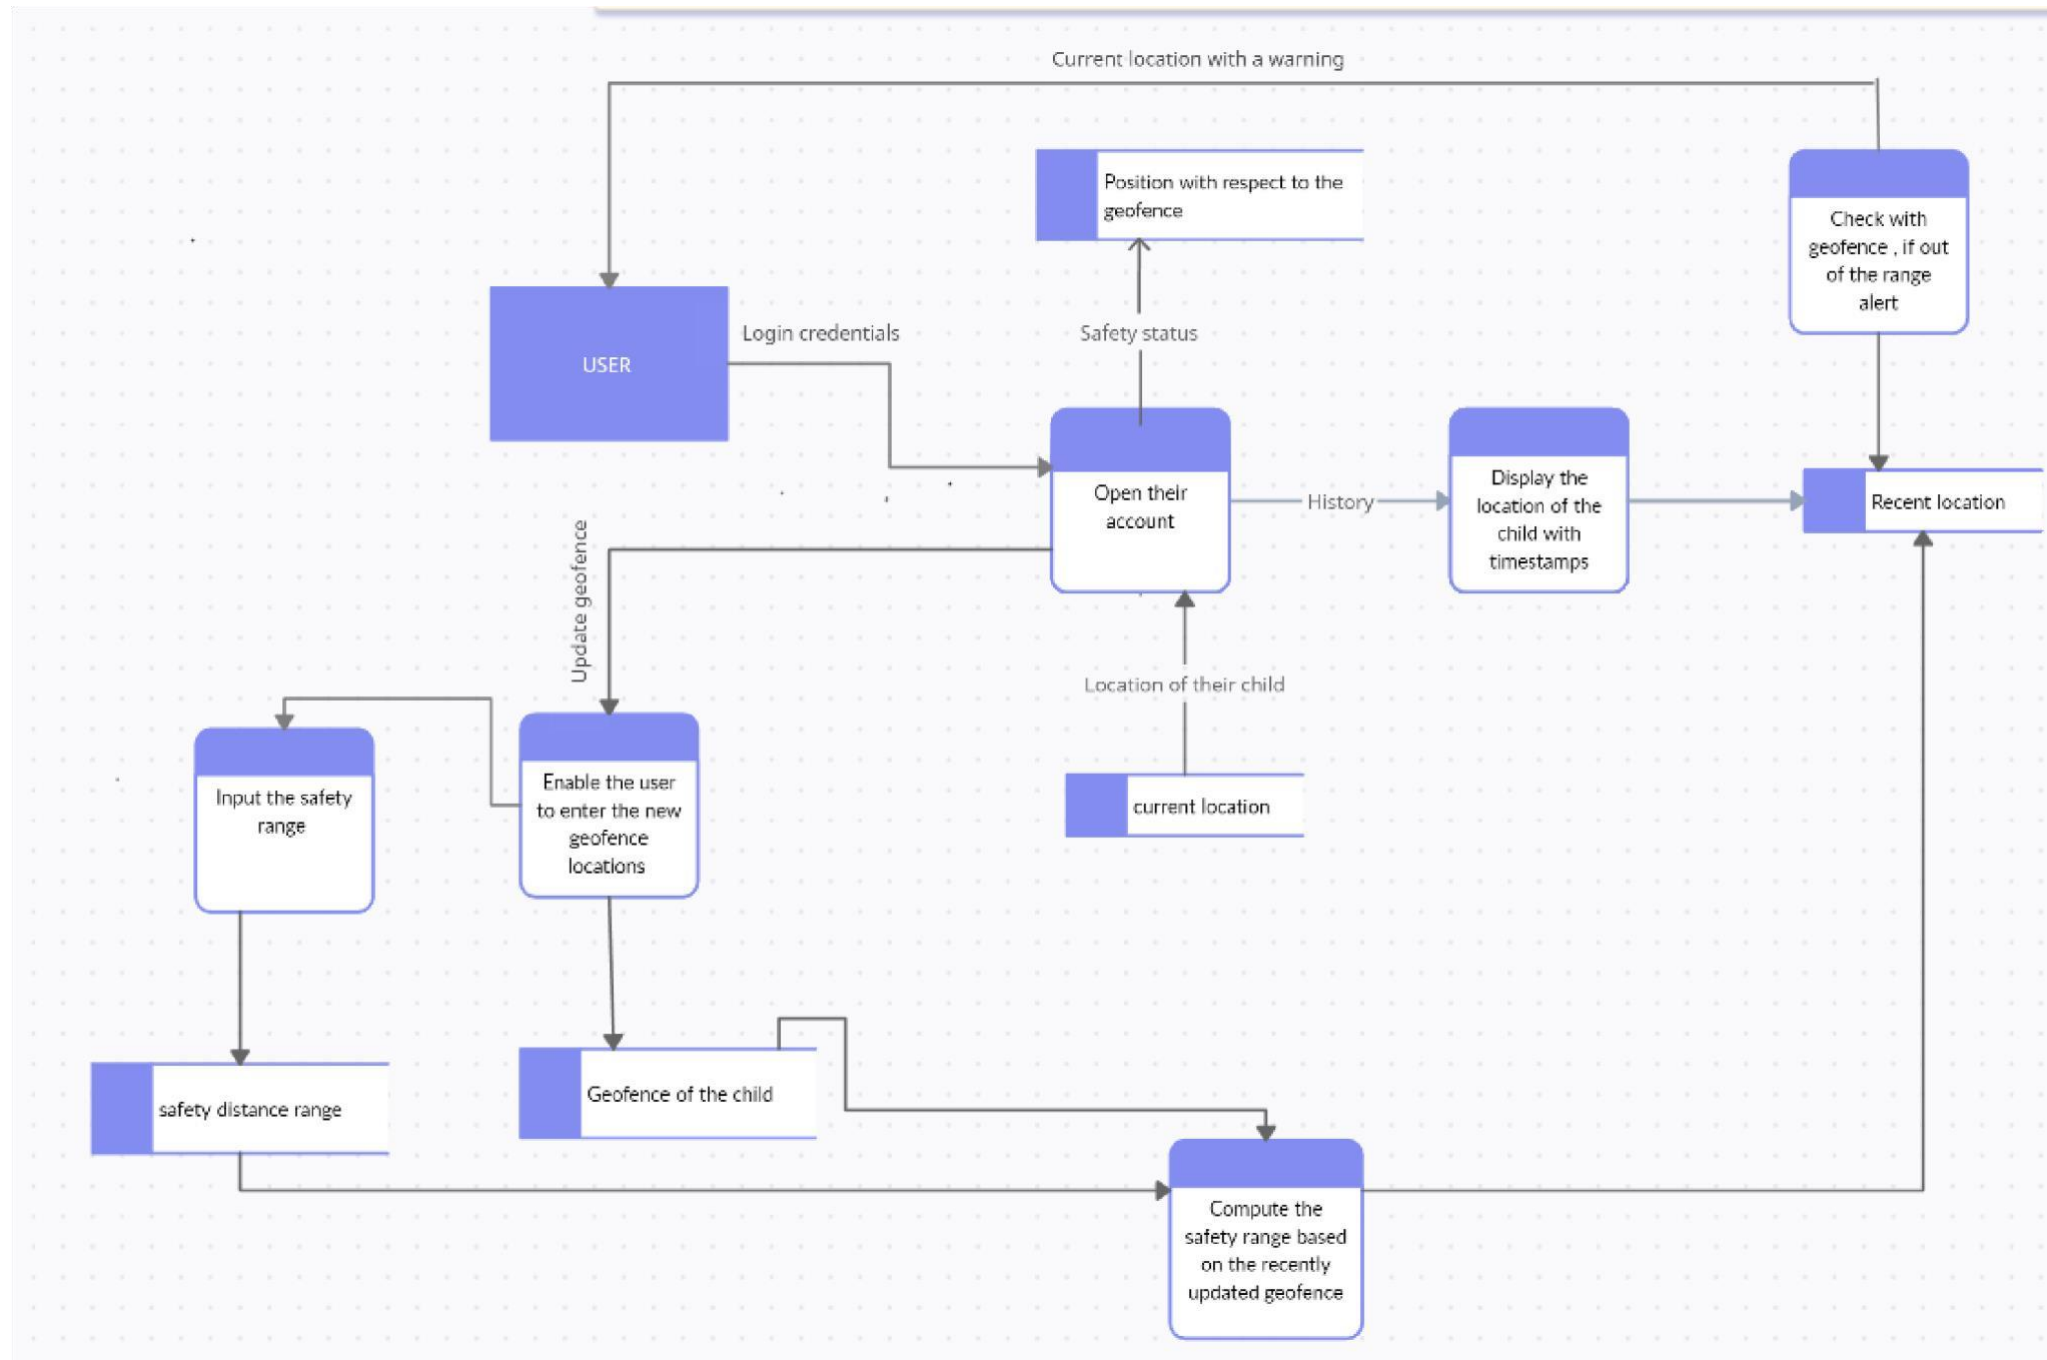 Current location with a warning
Position with respect to the
geofence
Check with
geofence , if out
of the range
alert
USER
Login credentials
Safety status
Open their
account
History
Display the
location of the
child with
timestamps
Recent location
Update geofence
Location of their child
current location
Input the safety
range
Enable the user
to enter the new
geofence
locations
safety distance range
Geofence of the child
Compute the
safety range based
on the recently
updated geofence